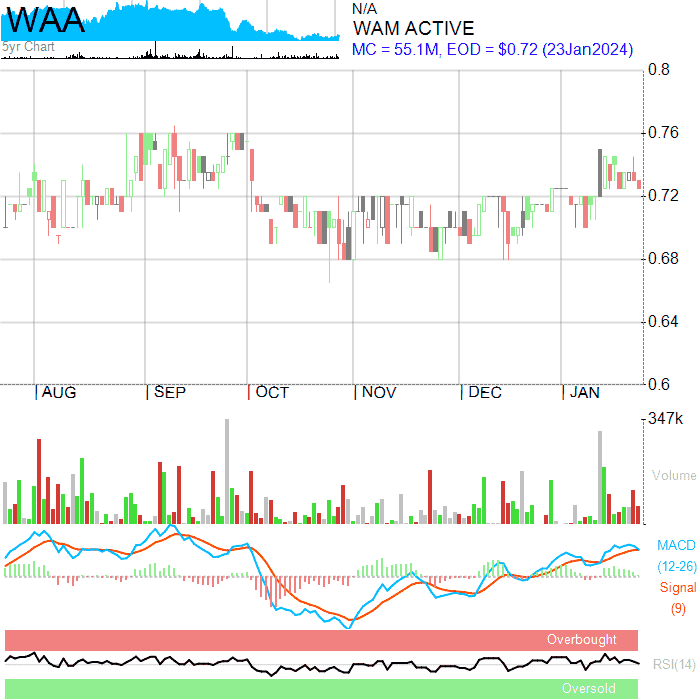 WAA
5yr Chart
N/A
WAM ACTIVE
MC = 55.1M, EOD = $0.72 (23Jan2024)
0.8
0.76
0.72
0.68
0.64
0.6
AUG SEP OCT NOV DEC JAN
347k
Volume
MACD
(12-26)
Signal
(9)
Overbought
RSI(14)
Oversold